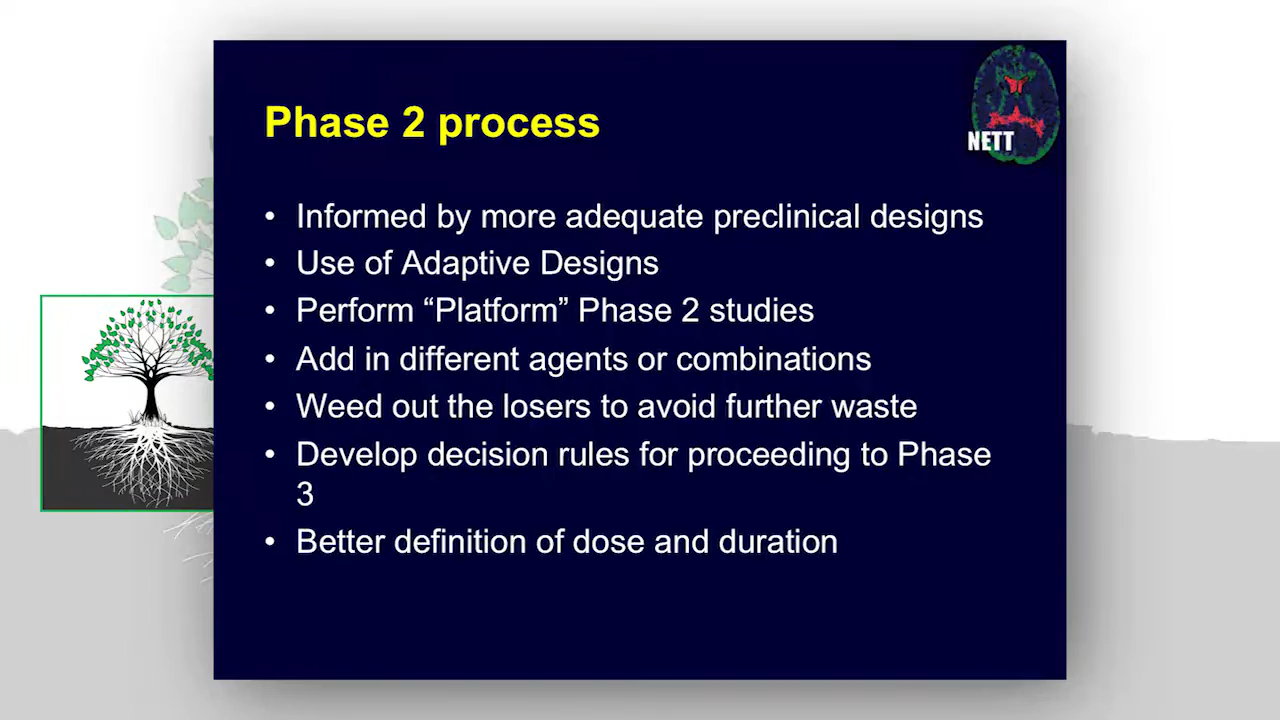 Phase 2 process
NETT
• Informed by more adequate preclinical designs
• Use of Adaptive Designs
• Perform “Platform” Phase 2 studies
• Add in different agents or combinations
• Weed out the losers to avoid further waste
• Develop decision rules for proceeding to Phase
3
• Better definition of dose and duration